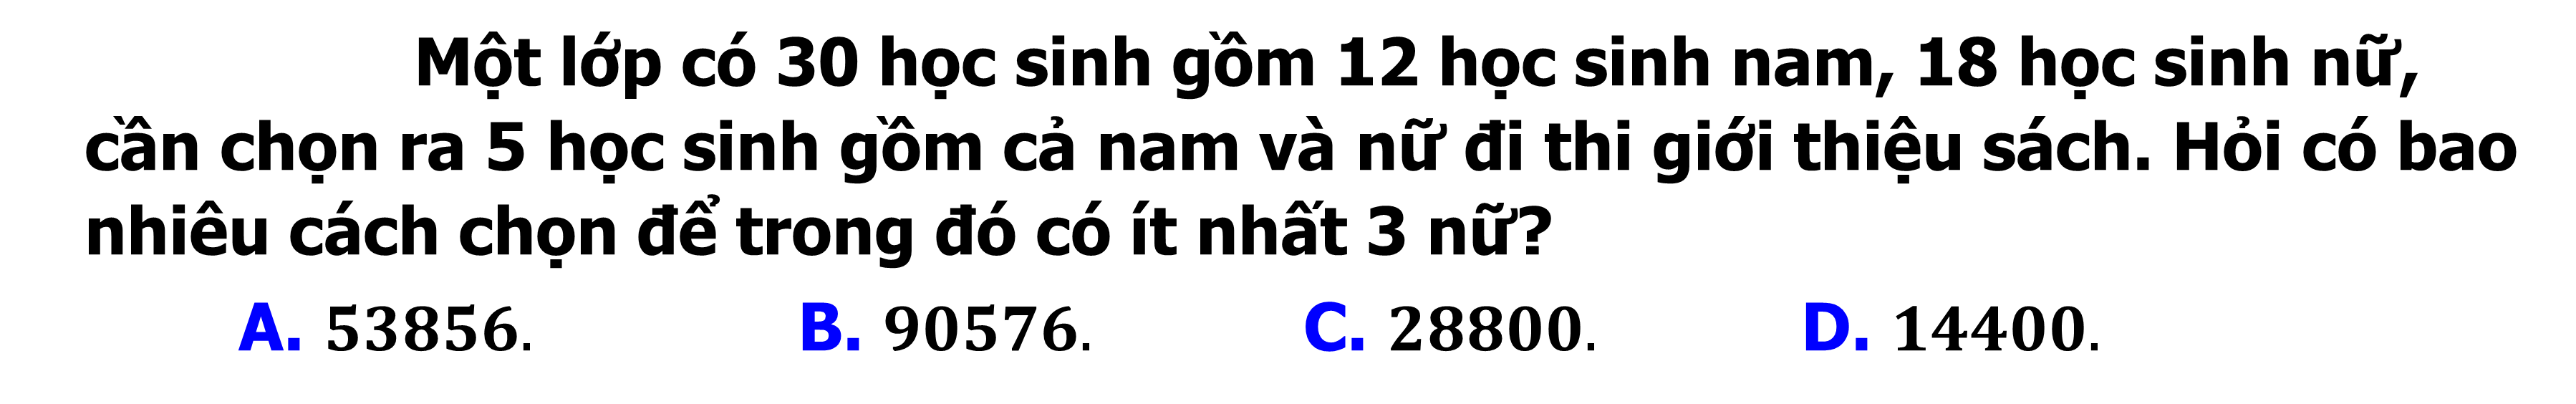 Một lớp có 30 học sinh gồm 12 học sinh nam, 18 học sinh nữ,
cần chọn ra 5 học sinh gồm cả nam và nữ đi thi giới thiệu sách. Hỏi có bao
nhiêu cách chọn để trong đó có ít nhất 3 nữ?
A. 53856. B. 90576. C. 28800. D. 14400.